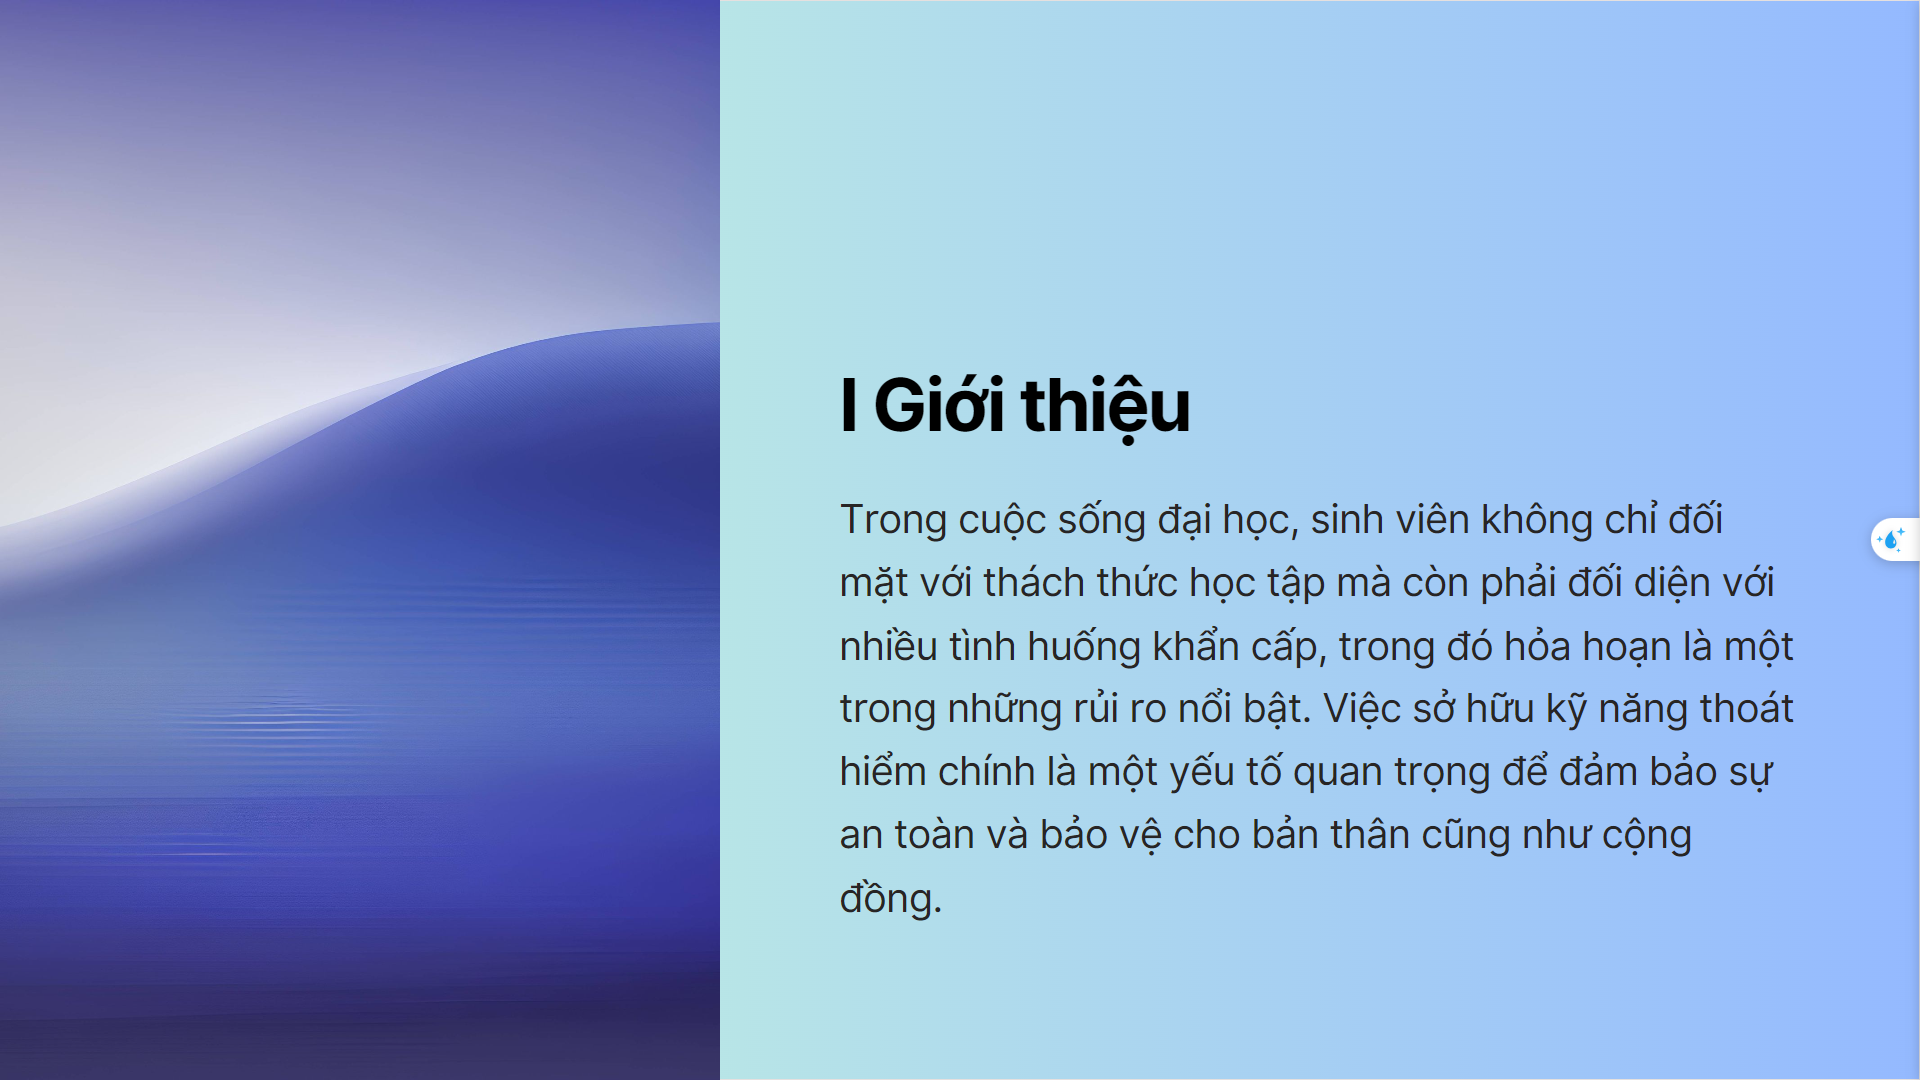 I Giới thiệu
Trong cuộc sống đại học, sinh viên không chỉ đối
mặt với thách thức học tập mà còn phải đối diện với
nhiều tình huống khẩn cấp, trong đó hỏa hoạn là một
trong những rủi ro nổi bật. Việc sở hữu kỹ năng thoát
hiểm chính là một yếu tố quan trọng để đảm bảo sự
an toàn và bảo vệ cho bản thân cũng như cộng
đồng.